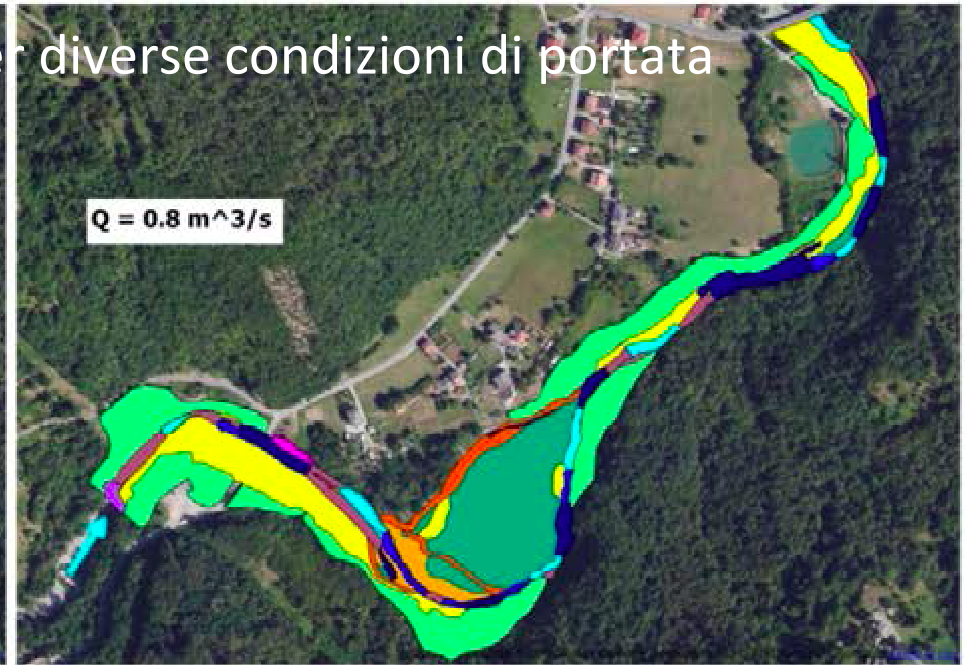 diverse condizioni di portata
Q = 0.8 m^3/s